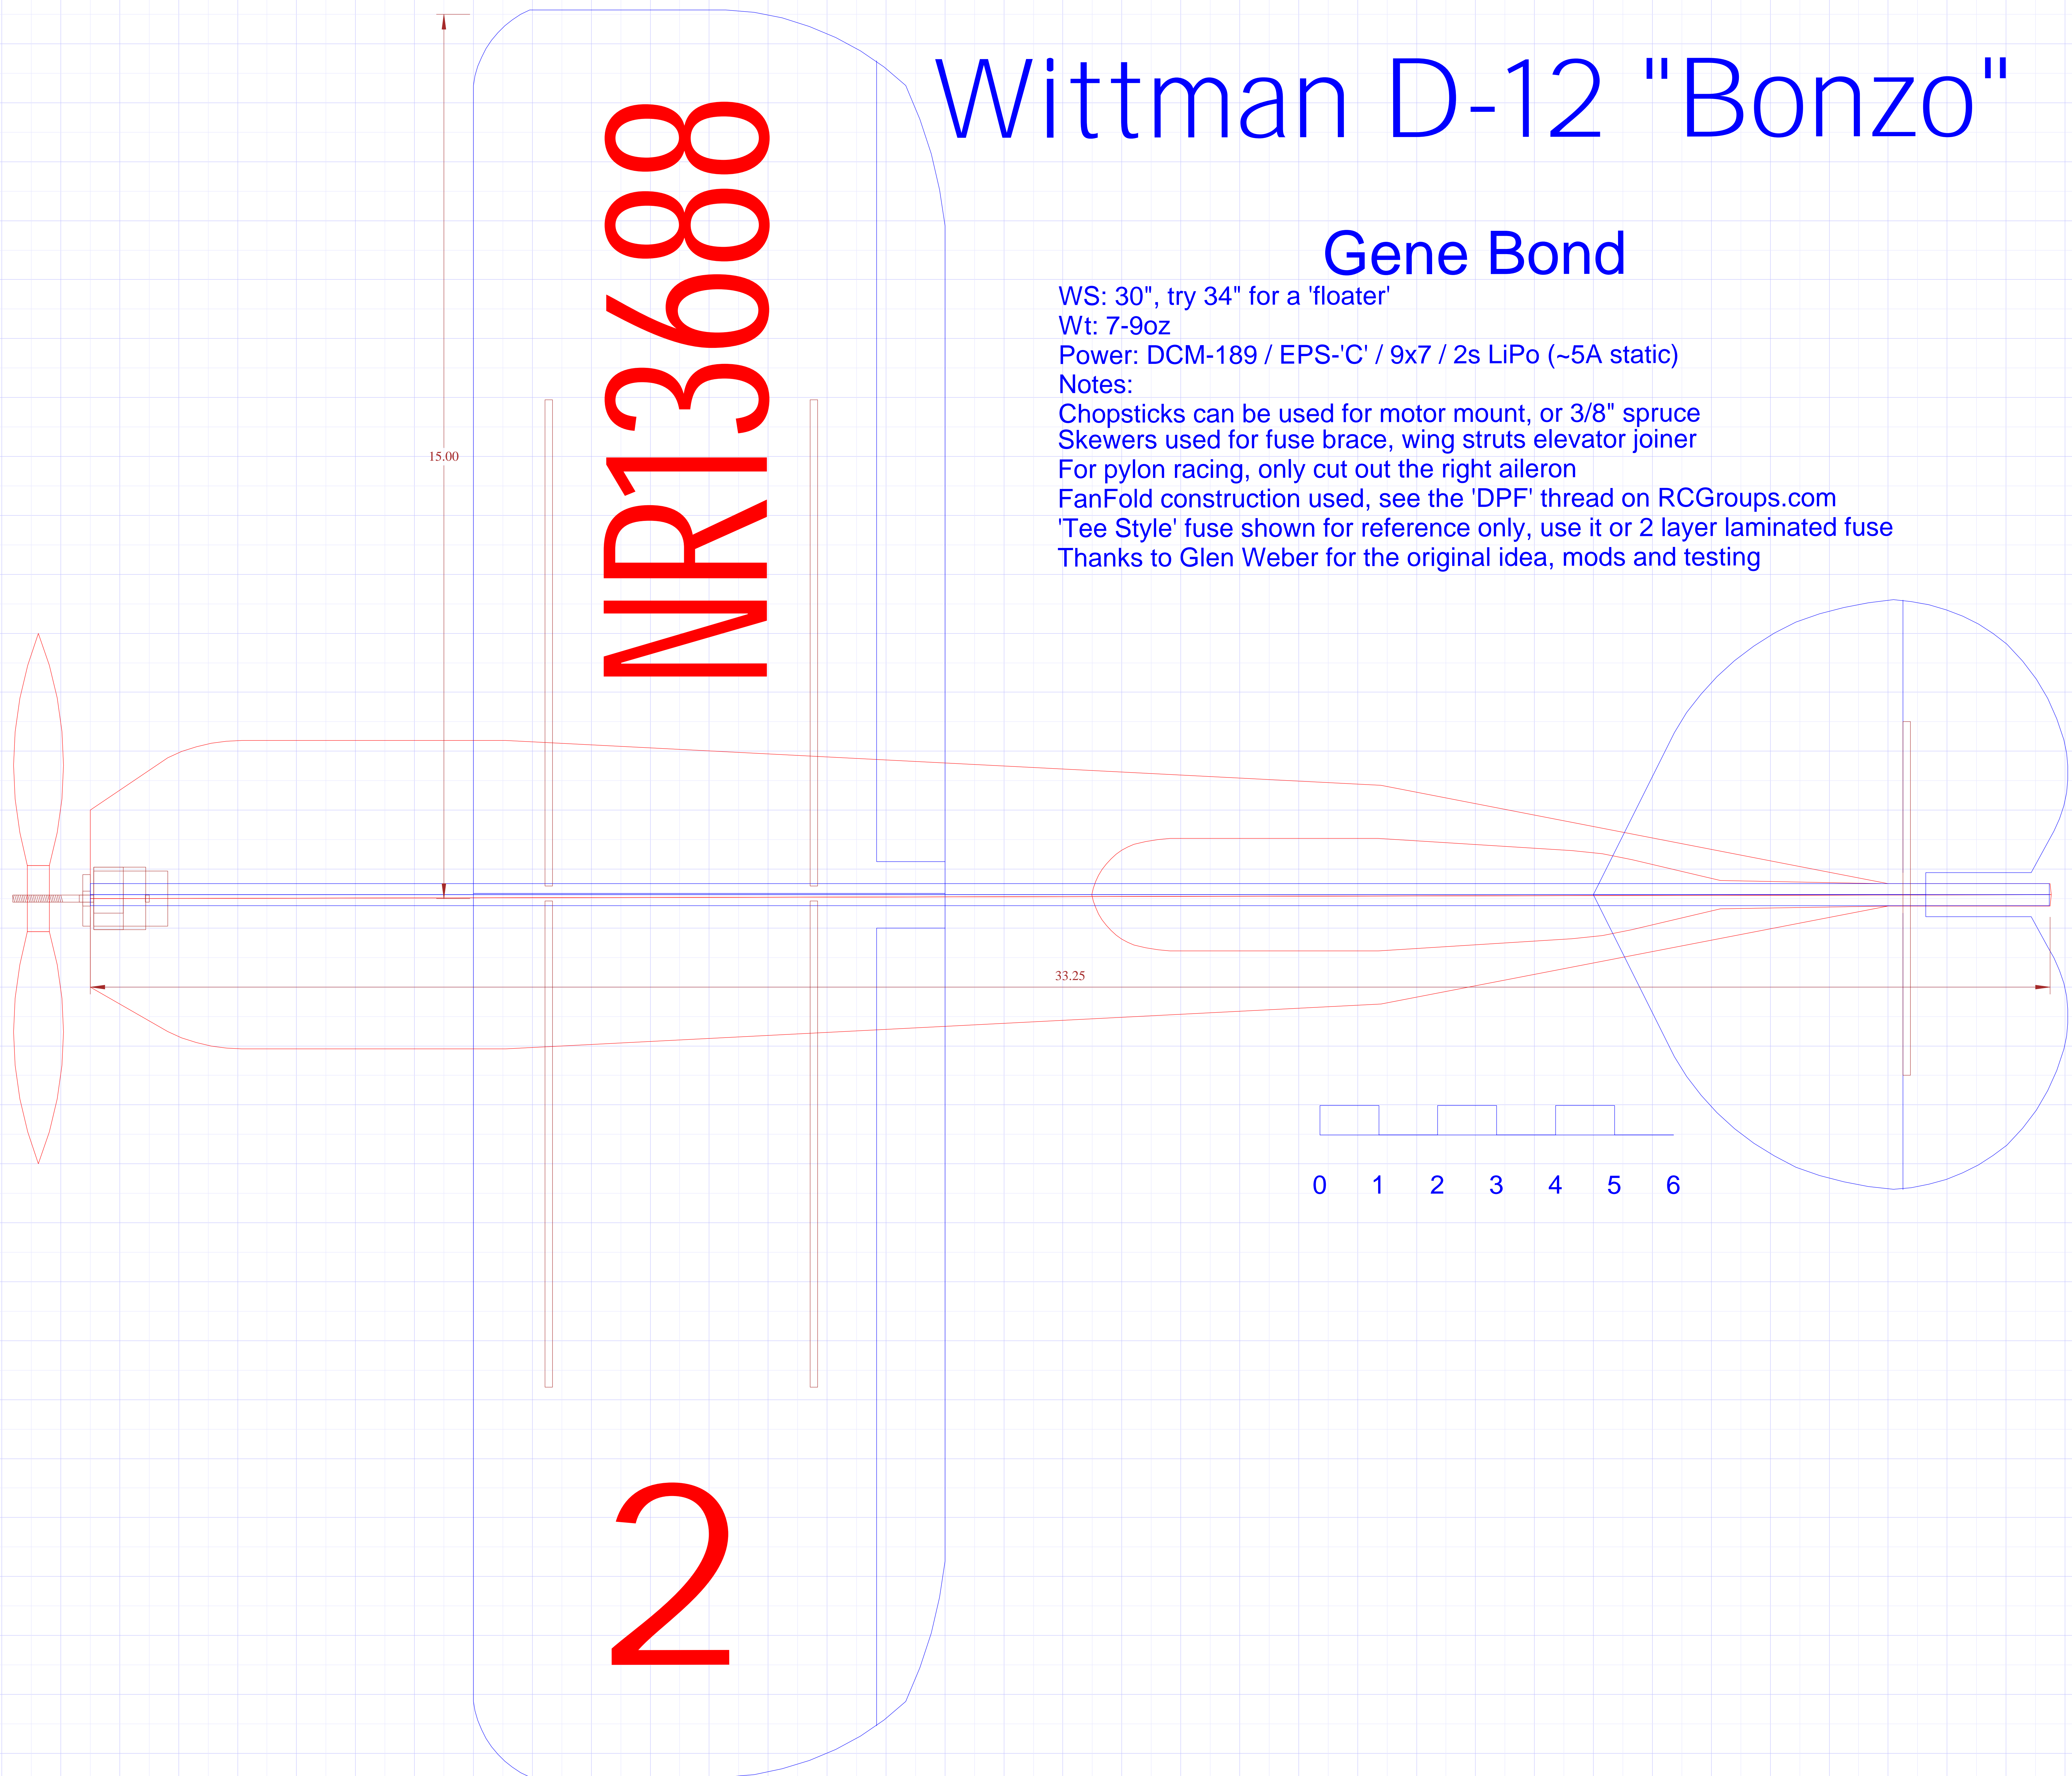 Wittman D-12 "Bonzo"
Gene Bond
WS: 30", try 34" for a 'floater'
Wt: 7-9oz
Power: DCM-189 / EPS-'C' / 9x7 / 2s LiPo (~5A static)
Notes:
Chopsticks can be used for motor mount, or 3/8" spruce
Skewers used for fuse brace, wing struts elevator joiner
For pylon racing, only cut out the right aileron
FanFold construction used, see the 'DPF' thread on RCGroups.com
'Tee Style' fuse shown for reference only, use it or 2 layer laminated fuse
Thanks to Glen Weber for the original idea, mods and testing
NR13688
15.00
33.25
0 1 2 3 4 5 6
2